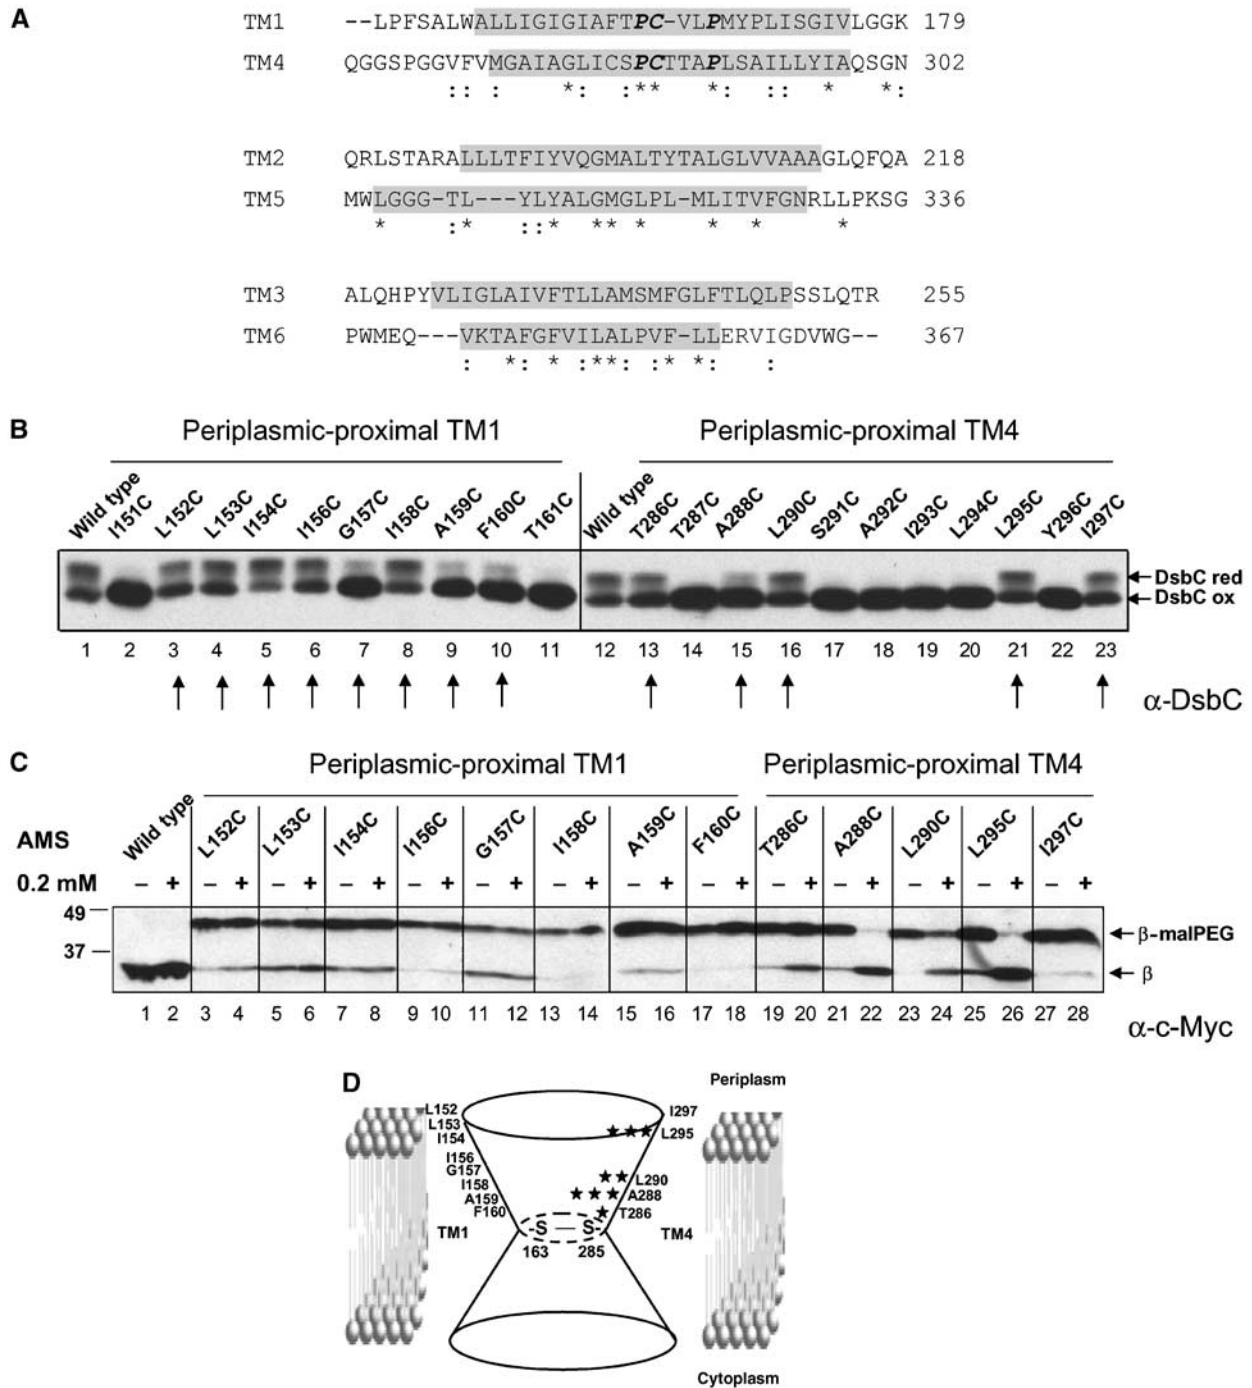 A
TM1 --LPFSALWALLIGIGIAFTPC-VLPMYPLISGIVLGGK 179
TM4 QGGSPGGVFVMGAIAGLICSPCTTAPLSAILLYIAQSGN 302
:: : *: :** *: :: * *:
TM2 QRLSTARALLLTFIYVQGMALTYTALGLVVAAAGLQFQA 218
TM5 MWLGGG-TL---YLYALGMGLPL-MLITVFGNRLLPKSG 336
* :* ::* ** * * * *
TM3 ALQHPYVLIGLAIVFTLLAMSMFGLFTLQLPSSLQTR 255
TM6 PWMEQ---VKTAFGFVILALPVF-LLERVIGDVWG-- 367
: *: * :**: :* *: :
B
Periplasmic-proximal TM1 Periplasmic-proximal TM4
Wild type I151C L152C L153C I154C I156C G157C I158C A159C F160C T161C Wild type T286C T287C A288C L290C S291C A292C I293C L294C L295C Y296C I297C
DsbC red
DsbC ox
1 2 3 4 5 6 7 8 9 10 11 12 13 14 15 16 17 18 19 20 21 22 23
α-DsbC
C
Periplasmic-proximal TM1 Periplasmic-proximal TM4
Wild type L152C L153C I154C I156C G157C I158C A159C F160C T286C A288C L290C L295C I297C
AMS
0.2 mM − + − + − + − + − + − + − + − + − + − + − + − + − + − +
49
β-malPEG
37
β
1 2 3 4 5 6 7 8 9 10 11 12 13 14 15 16 17 18 19 20 21 22 23 24 25 26 27 28
α-c-Myc
D
Periplasm
L152 I297
L153 L295
I154
I156
G157
I158 L290
A159 A288
F160 T286
TM1 -S — S- TM4
163 285
Cytoplasm